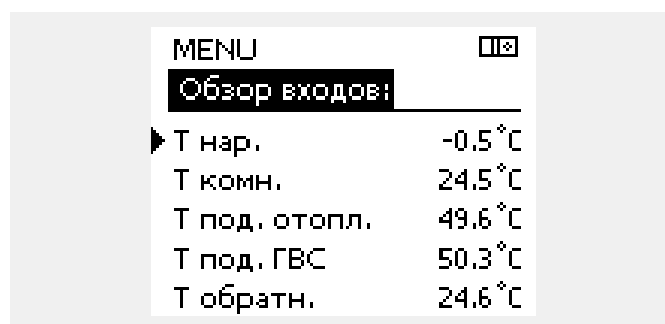 MENU
Обзор входов:
Т нар. -0.5°C
Т комн. 24.5°C
Т под. отопл. 49.6°C
Т под. ГВС 50.3°C
Т обратн. 24.6°C